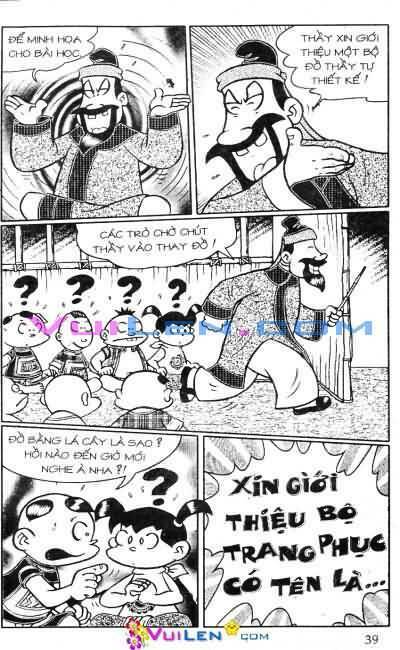 ĐỂ MINH HỌA
CHO BÀI HỌC,
THẦY XIN GIỚI
THIỆU MỘT BỘ
ĐỒ THẦY TỰ
THIẾT KẾ!
CÁC TRÒ CHỜ CHÚT
THẦY VÀO THAY ĐỒ!
? ? ? ?
VUILEN.COM
ĐỒ BẰNG LÁ CÂY LÀ SAO?
HỒI NÀO ĐẾN GIỜ MỚI
NGHE À NHA?!
XIN GIỚI
THIỆU BỘ
TRANG PHỤC
CÓ TÊN LÀ...
39
VUILEN.COM